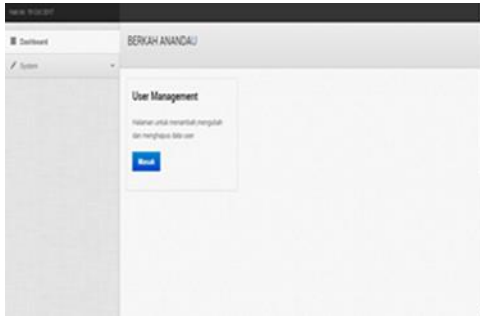 Dashboard
System
BERKAH ANANDAU
User Management
Halaman untuk menambah,mengubah
dan menghapus data user
Masuk